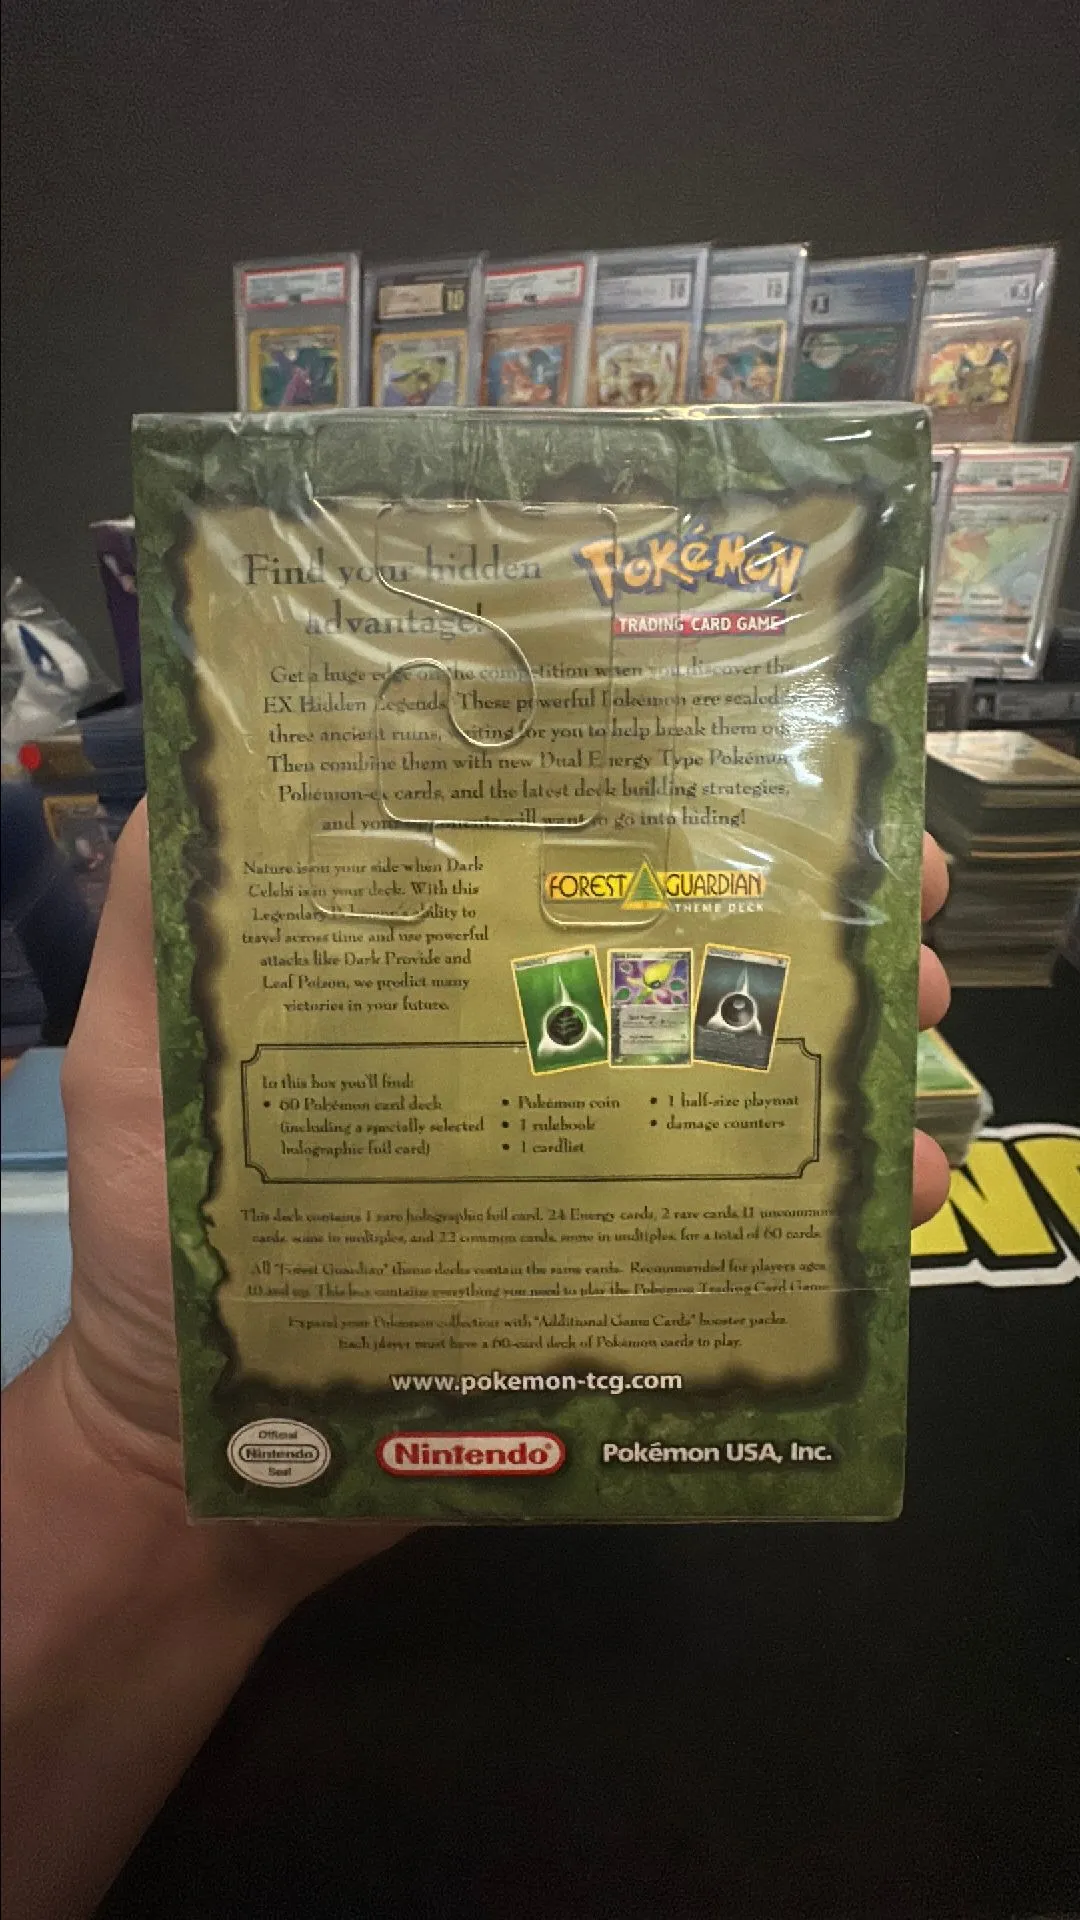 Find your hidden
advantage!
POKéMON
TRADING CARD GAME
Get a huge edge on the competition when you discover the
EX Hidden Legends. These powerful Pokémon are sealed
three ancient ruins, waiting for you to help break them
Then combine them with new Dual Energy Type Pokémon
Pokémon-ex cards, and the latest deck building strategies,
and your opponents will want to go into hiding!
Nature is on your side when Dark
Celebi is in your deck. With this
Legendary Pokémon's ability to
travel across time and use powerful
attacks like Dark Provide and
Leaf Poison, we predict many
victories in your future.
FOREST GUARDIAN
THEME DECK
In this box you'll find:
• 60 Pokémon card deck
(including a specially selected
holographic foil card)
• Pokémon coin
• 1 rulebook
• 1 cardlist
• 1 half-size playmat
• damage counters
This deck contains 1 rare holographic foil card, 24 Energy cards, 2 rare cards, 11 uncommon
cards, some in multiples, and 22 common cards, some in multiples, for a total of 60 cards.
All "Forest Guardian" theme decks contain the same cards. Recommended for players ages
10 and up. This box contains everything you need to play the Pokémon Trading Card Game
Expand your Pokémon collection with "Additional Game Cards" booster packs.
Each player must have a 60-card deck of Pokémon cards to play.
www.pokemon-tcg.com
Official
Nintendo
Seal
Nintendo®
Pokémon USA, Inc.